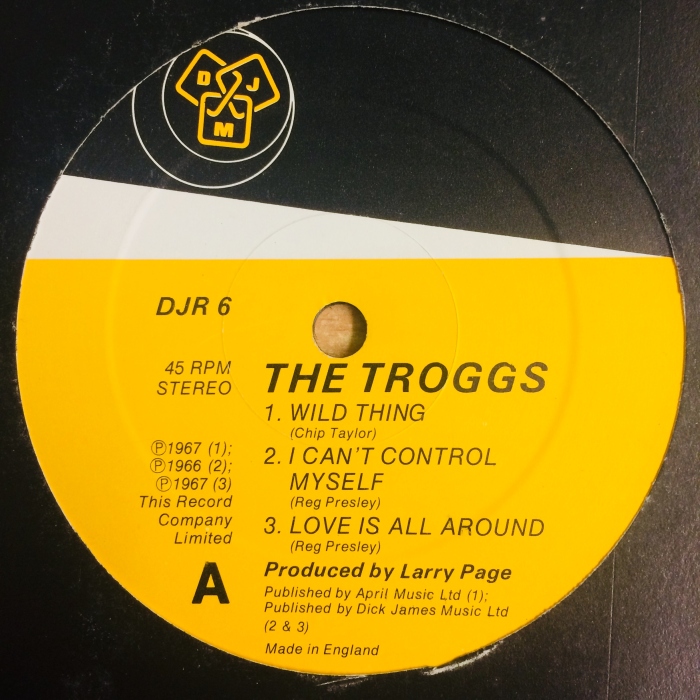 D J
M
DJR 6
45 RPM
STEREO
THE TROGGS
1. WILD THING
(Chip Taylor)
2. I CAN'T CONTROL
MYSELF
(Reg Presley)
3. LOVE IS ALL AROUND
(Reg Presley)
℗1967 (1);
℗1966 (2);
℗1967 (3)
This Record
Company
Limited
A
Produced by Larry Page
Published by April Music Ltd (1);
Published by Dick James Music Ltd
(2 & 3)
Made in England